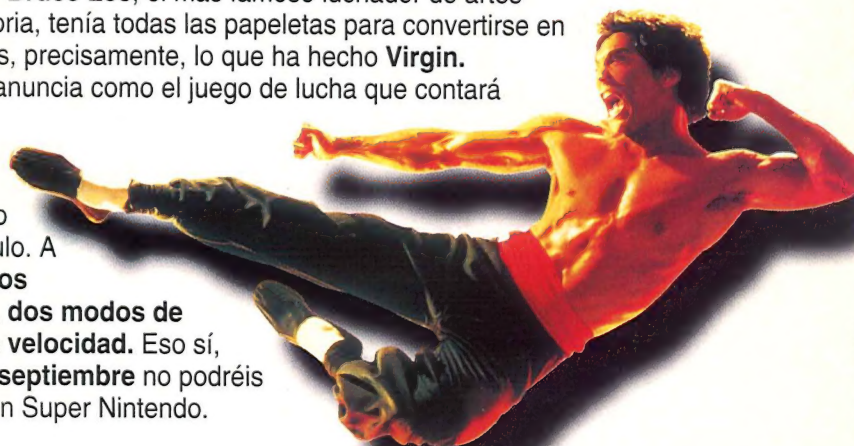 Bruce Lee, el más famoso luchador de artes
oria, tenía todas las papeletas para convertirse en
s, precisamente, lo que ha hecho Virgin.
anuncia como el juego de lucha que contará
o
ulo. A
os
dos modos de
velocidad. Eso sí,
septiembre no podréis
n Super Nintendo.